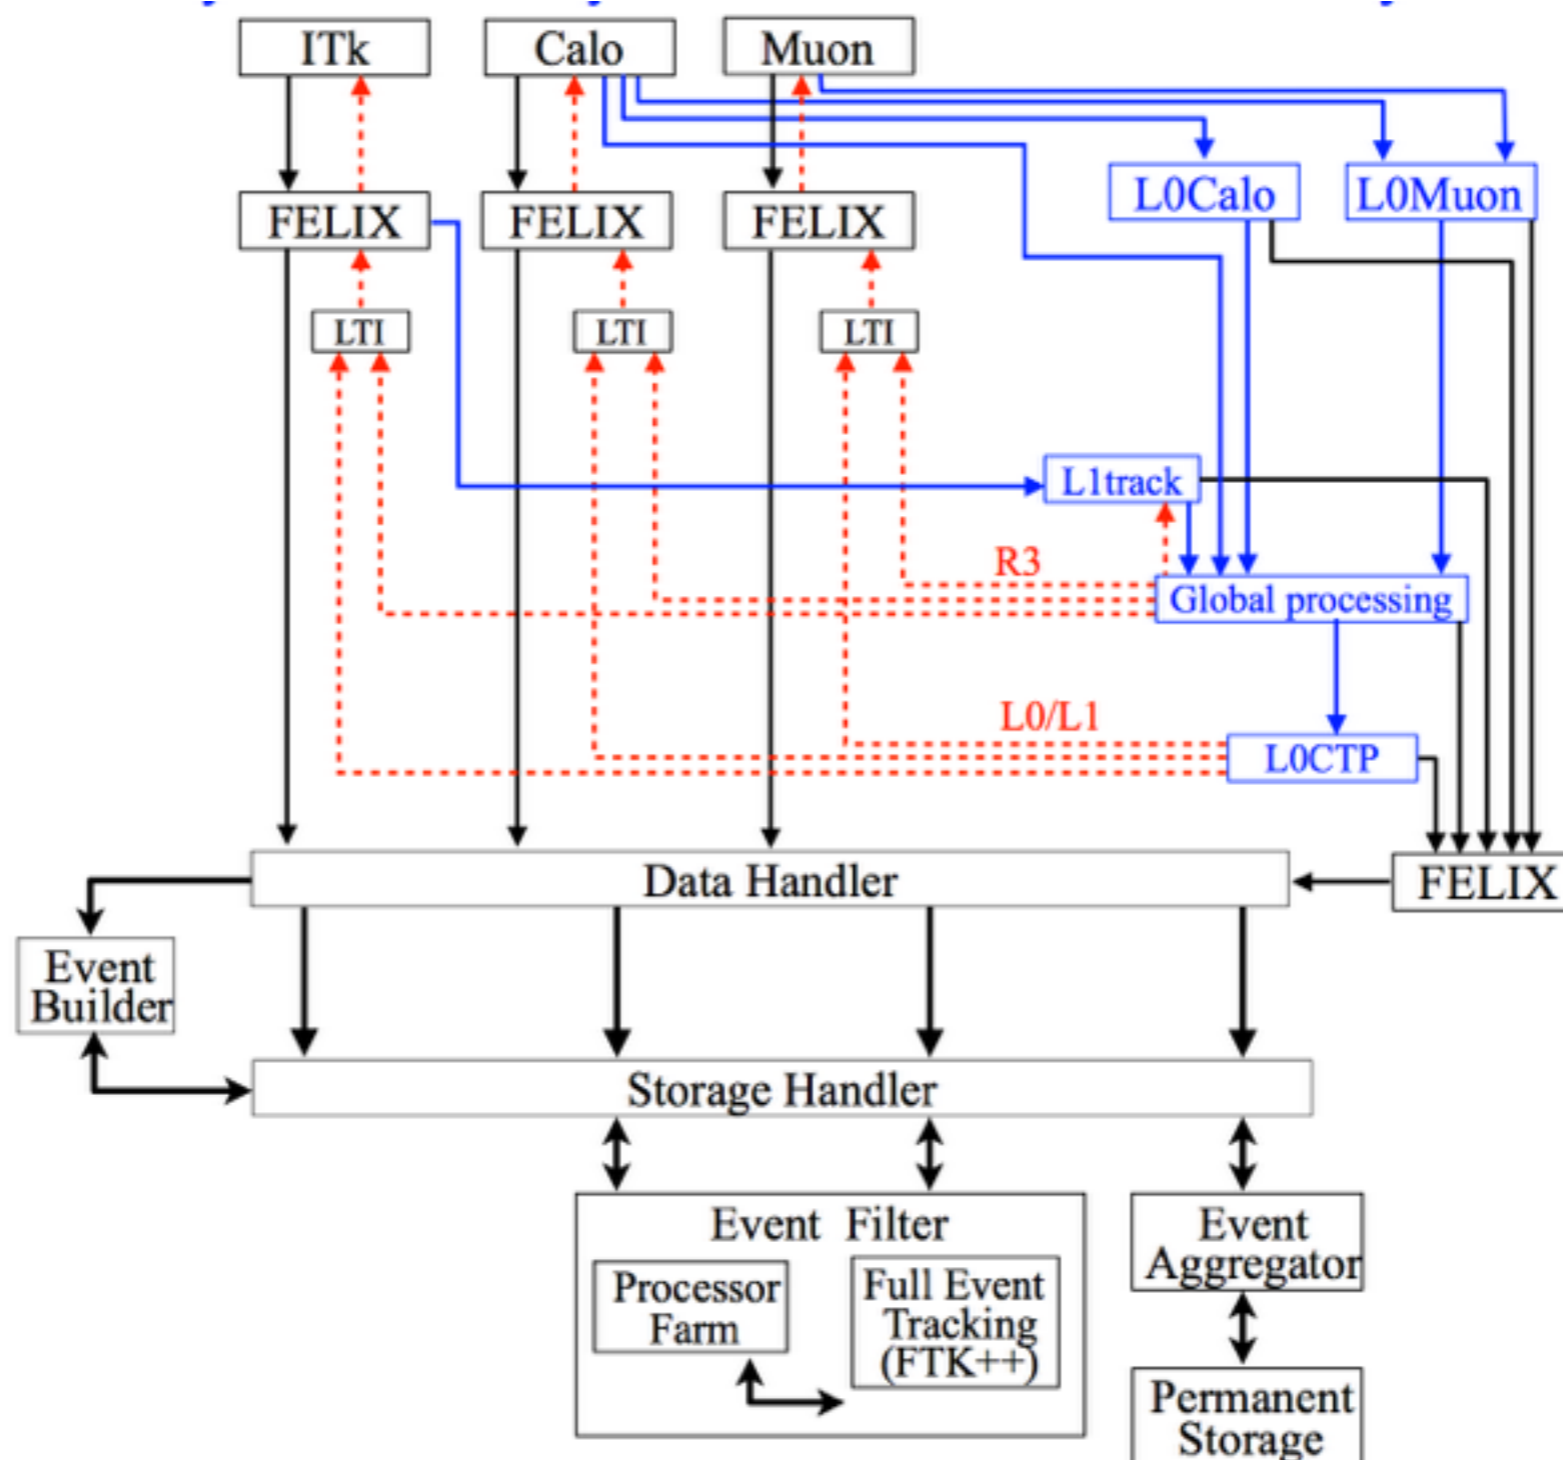 ITk
Calo
Muon
L0Calo
L0Muon
FELIX
FELIX
FELIX
LTI
LTI
LTI
L1track
R3
Global processing
L0/L1
L0CTP
Data Handler
FELIX
Event
Builder
Storage Handler
Event Filter
Processor
Farm
Full Event
Tracking
(FTK++)
Event
Aggregator
Permanent
Storage